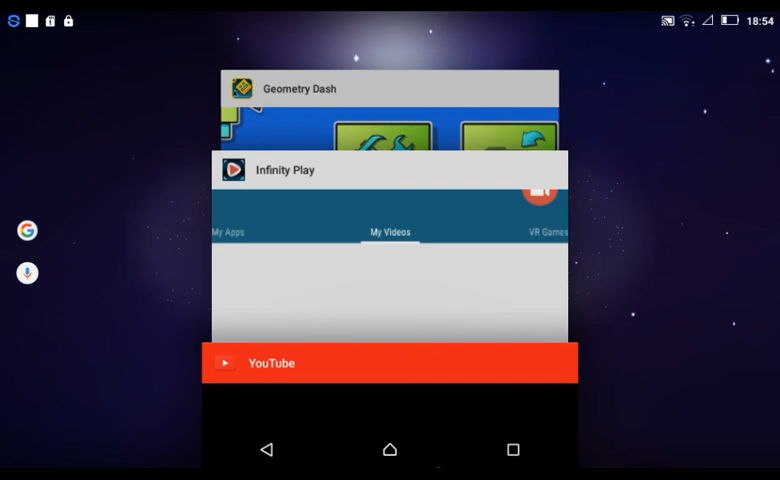 18:54
Geometry Dash
Infinity Play
My Apps
My Videos
VR Games
YouTube